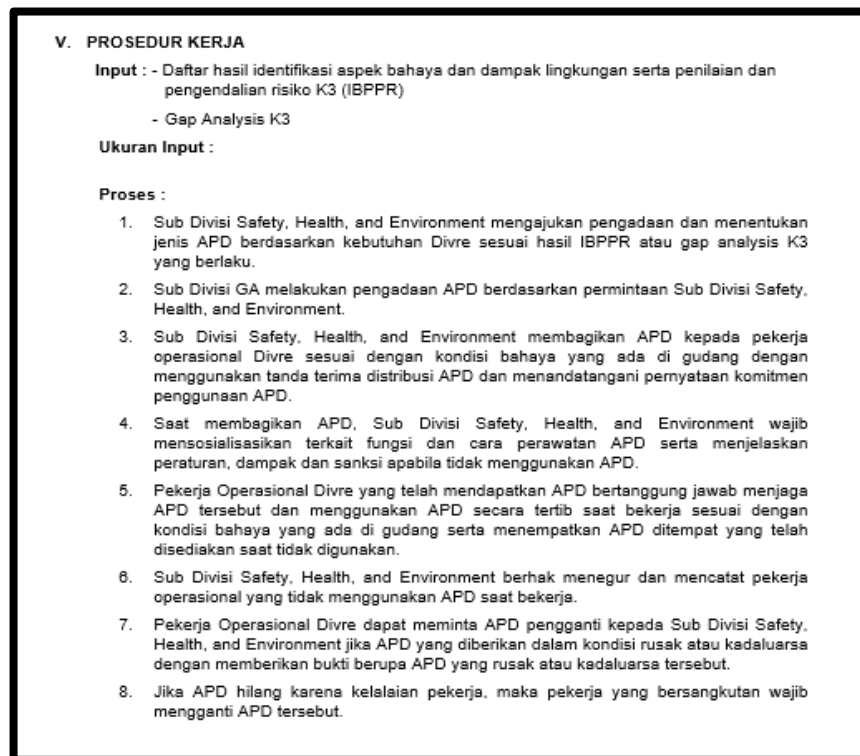 V. PROSEDUR KERJA
Input : - Daftar hasil identifikasi aspek bahaya dan dampak lingkungan serta penilaian dan
pengendalian risiko K3 (IBPPR)
- Gap Analysis K3
Ukuran Input :
Proses :
1. Sub Divisi Safety, Health, and Environment mengajukan pengadaan dan menentukan
jenis APD berdasarkan kebutuhan Divre sesuai hasil IBPPR atau gap analysis K3
yang berlaku.
2. Sub Divisi GA melakukan pengadaan APD berdasarkan permintaan Sub Divisi Safety,
Health, and Environment.
3. Sub Divisi Safety, Health, and Environment membagikan APD kepada pekerja
operasional Divre sesuai dengan kondisi bahaya yang ada di gudang dengan
menggunakan tanda terima distribusi APD dan menandatangani pernyataan komitmen
penggunaan APD.
4. Saat membagikan APD, Sub Divisi Safety, Health, and Environment wajib
mensosialisasikan terkait fungsi dan cara perawatan APD serta menjelaskan
peraturan, dampak dan sanksi apabila tidak menggunakan APD.
5. Pekerja Operasional Divre yang telah mendapatkan APD bertanggung jawab menjaga
APD tersebut dan menggunakan APD secara tertib saat bekerja sesuai dengan
kondisi bahaya yang ada di gudang serta menempatkan APD ditempat yang telah
disediakan saat tidak digunakan.
6. Sub Divisi Safety, Health, and Environment berhak menegur dan mencatat pekerja
operasional yang tidak menggunakan APD saat bekerja.
7. Pekerja Operasional Divre dapat meminta APD pengganti kepada Sub Divisi Safety,
Health, and Environment jika APD yang diberikan dalam kondisi rusak atau kadaluarsa
dengan memberikan bukti berupa APD yang rusak atau kadaluarsa tersebut.
8. Jika APD hilang karena kelalaian pekerja, maka pekerja yang bersangkutan wajib
mengganti APD tersebut.